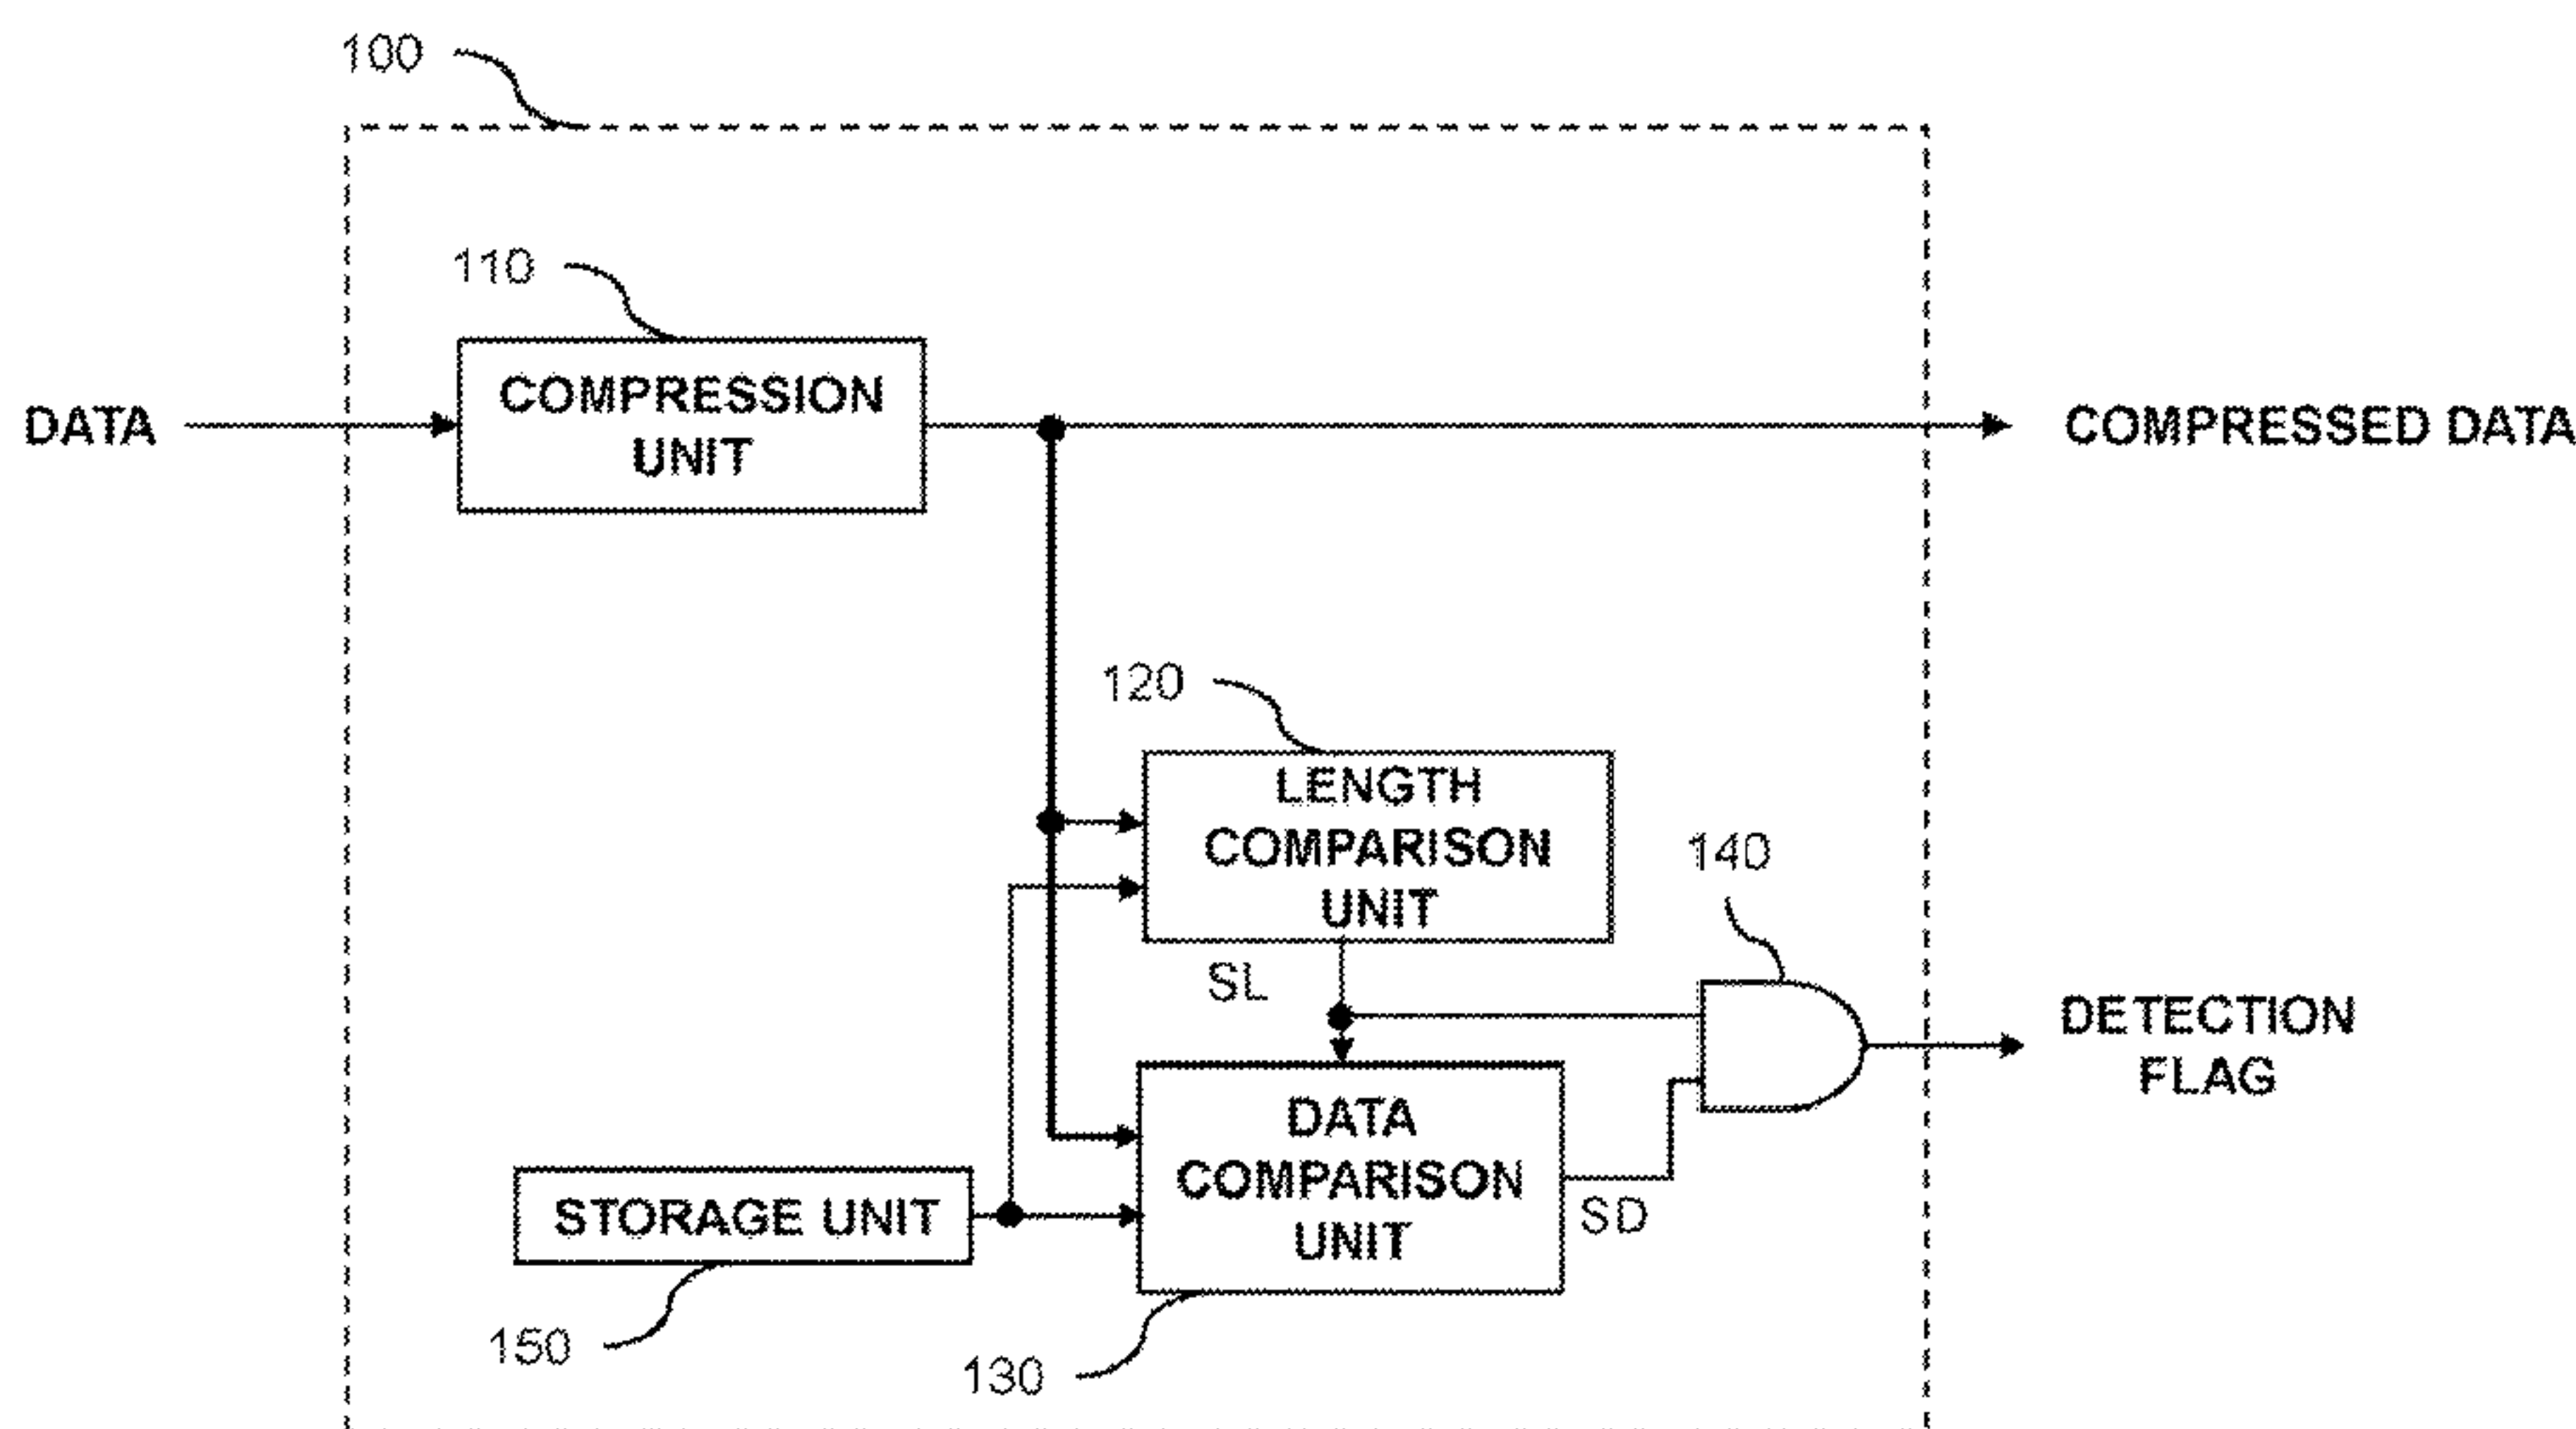 100
110
COMPRESSION
UNIT
DATA
COMPRESSED DATA
120
LENGTH
COMPARISON
UNIT
140
SL
DETECTION
FLAG
DATA
COMPARISON
UNIT
STORAGE UNIT
SD
150
130